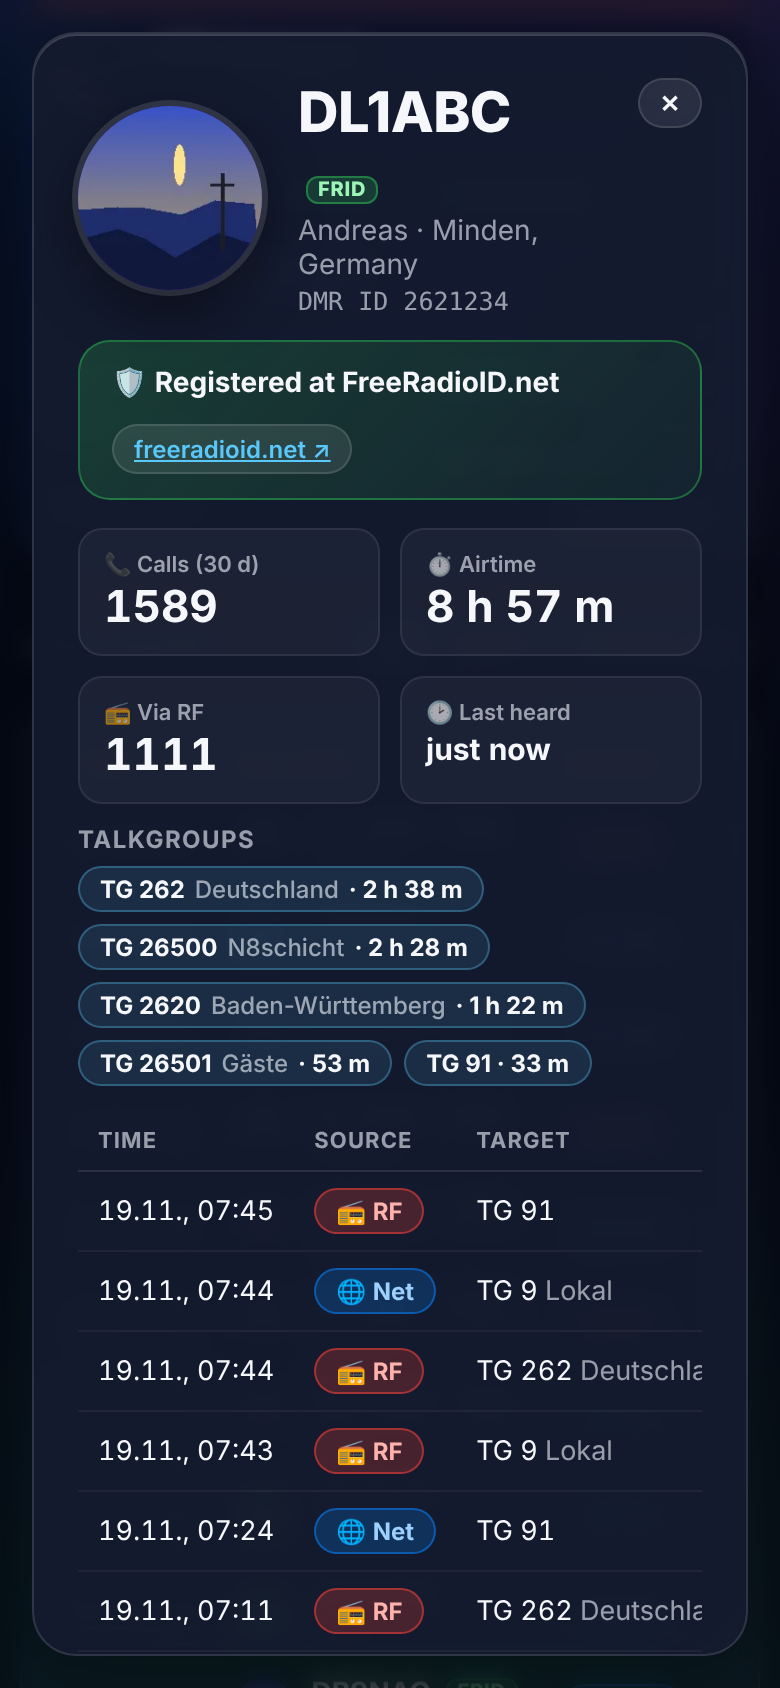 DL1ABC
×
FRID
Andreas · Minden,
Germany
DMR ID 2621234
Registered at FreeRadioID.net
freeradioid.net ↗
Calls (30 d)
1589
Airtime
8 h 57 m
Via RF
1111
Last heard
just now
TALKGROUPS
TG 262 Deutschland · 2 h 38 m
TG 26500 N8schicht · 2 h 28 m
TG 2620 Baden-Württemberg · 1 h 22 m
TG 26501 Gäste · 53 m
TG 91 · 33 m
TIME SOURCE TARGET
19.11., 07:45 RF TG 91
19.11., 07:44 Net TG 9 Lokal
19.11., 07:44 RF TG 262 Deutschla
19.11., 07:43 RF TG 9 Lokal
19.11., 07:24 Net TG 91
19.11., 07:11 RF TG 262 Deutschla